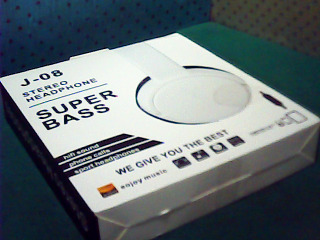 J-08
STEREO
HEADPHONE
SUPER
BASS
hifi sound
phone calls
sport headphones
WE GIVE YOU THE BEST
enjoy music